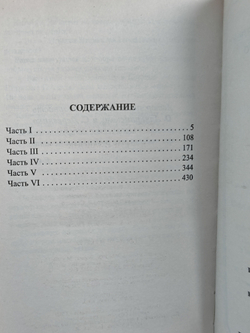 СОДЕРЖАНИЕ
Часть I 5
Часть II 108
Часть III 171
Часть IV 234
Часть V 344
Часть VI 430